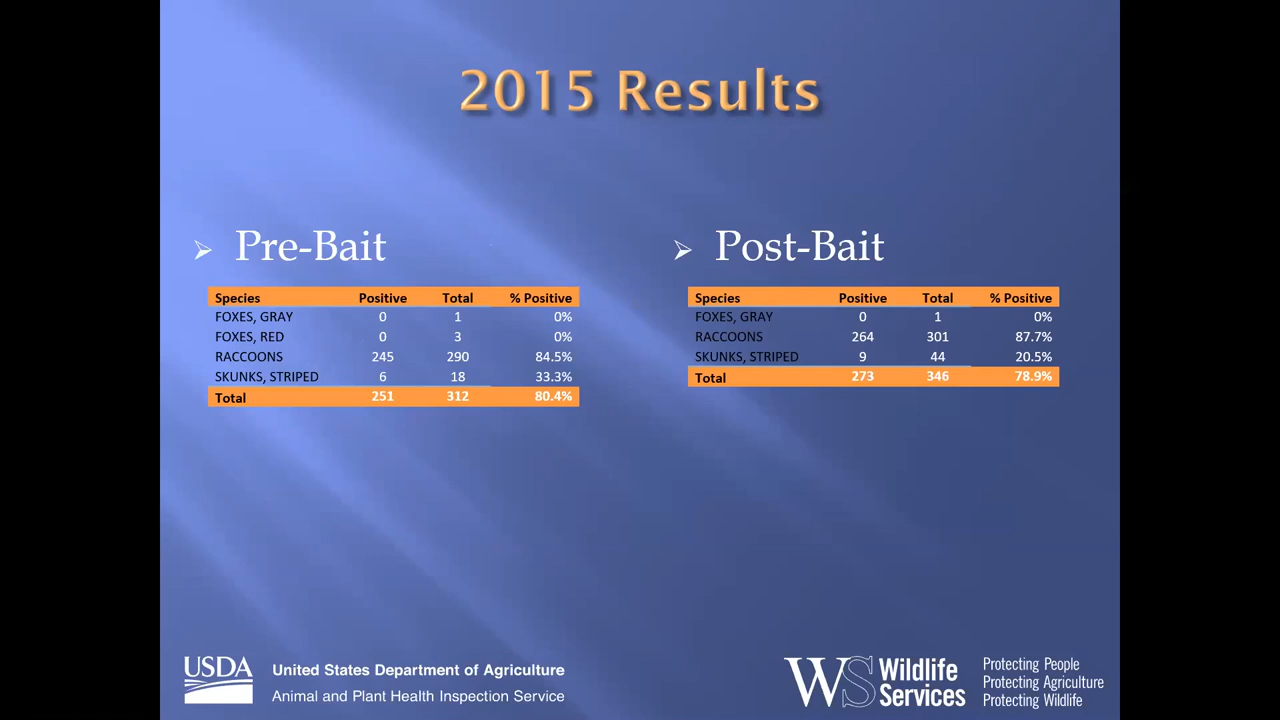 2015 Results
Pre-Bait
Species Positive Total % Positive
FOXES, GRAY 0 1 0%
FOXES, RED 0 3 0%
RACCOONS 245 290 84.5%
SKUNKS, STRIPED 6 18 33.3%
Total 251 312 80.4%
Post-Bait
Species Positive Total % Positive
FOXES, GRAY 0 1 0%
RACCOONS 264 301 87.7%
SKUNKS, STRIPED 9 44 20.5%
Total 273 346 78.9%
USDA
United States Department of Agriculture
Animal and Plant Health Inspection Service
WS
Wildlife
Services
Protecting People
Protecting Agriculture
Protecting Wildlife